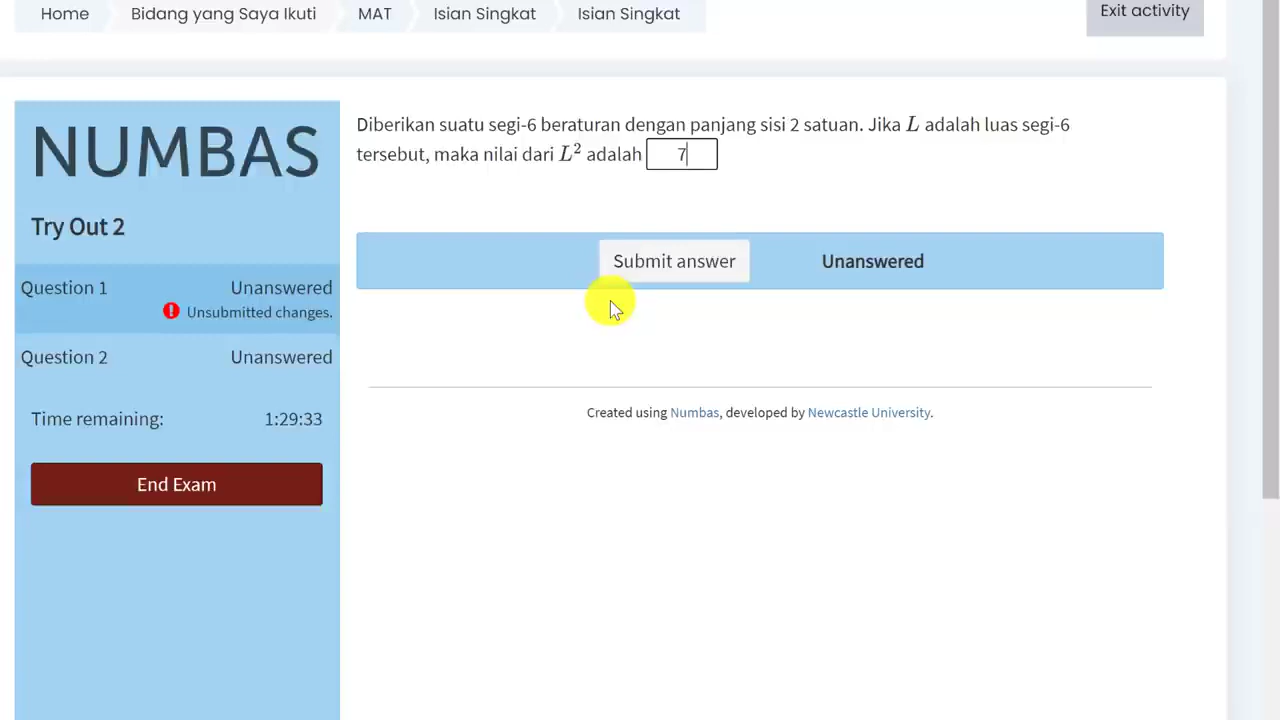 Home Bidang yang Saya Ikuti MAT Isian Singkat Isian Singkat
Exit activity
NUMBAS
Try Out 2
Question 1 Unanswered
! Unsubmitted changes.
Question 2 Unanswered
Time remaining: 1:29:33
End Exam
Diberikan suatu segi-6 beraturan dengan panjang sisi 2 satuan. Jika L adalah luas segi-6
tersebut, maka nilai dari L² adalah 7
Submit answer Unanswered
Created using Numbas, developed by Newcastle University.